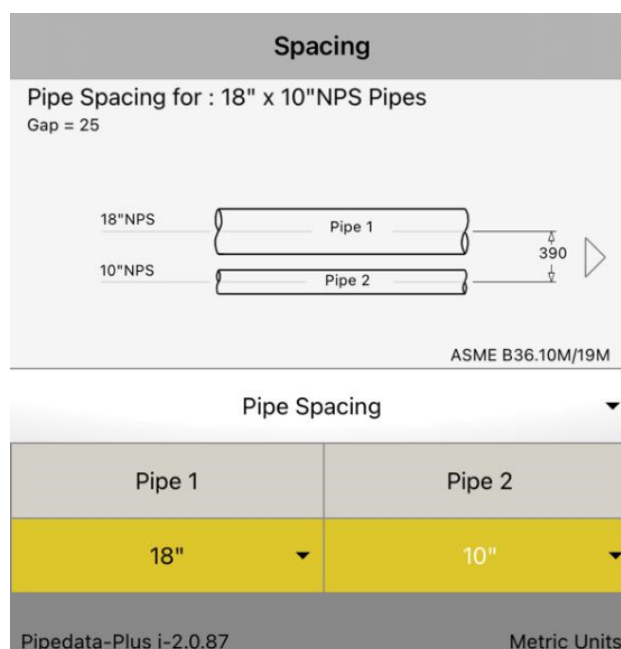 Spacing
Pipe Spacing for : 18" x 10"NPS Pipes
Gap = 25
18"NPS
Pipe 1
390
10"NPS
Pipe 2
ASME B36.10M/19M
Pipe Spacing
Pipe 1 Pipe 2
18" 10"
Pipedata-Plus i-2.0.87 Metric Units